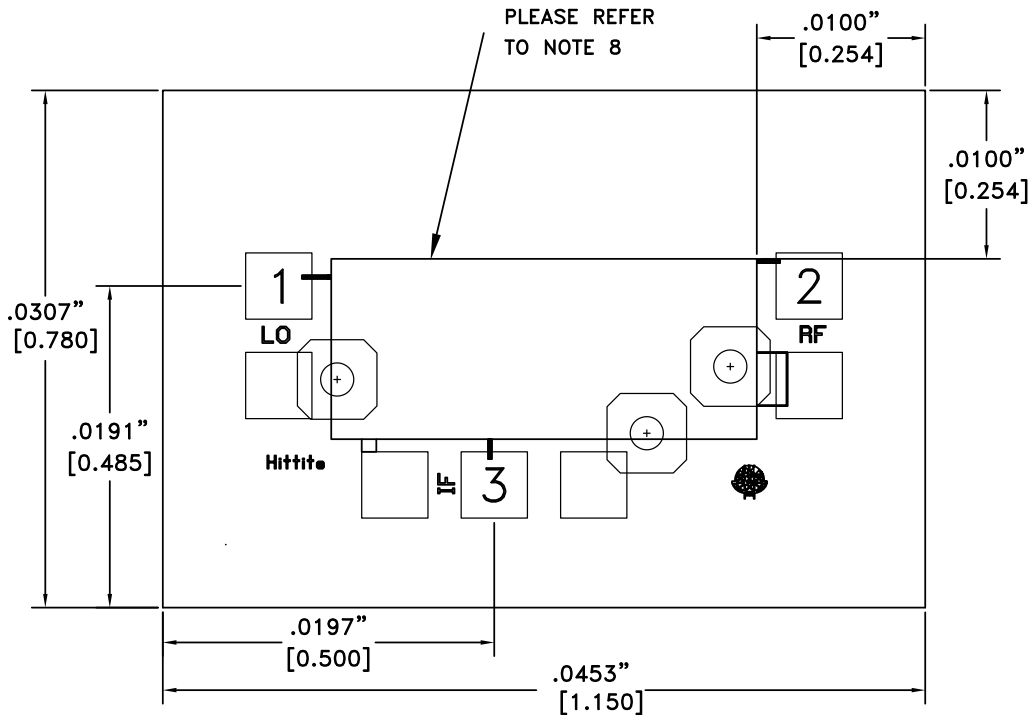 PLEASE REFER
TO NOTE 8
.0100”
[0.254]
.0100”
[0.254]
1
2
LO
RF
.0307”
[0.780]
.0191”
[0.485]
Hittite
IF
3
.0197”
[0.500]
.0453”
[1.150]